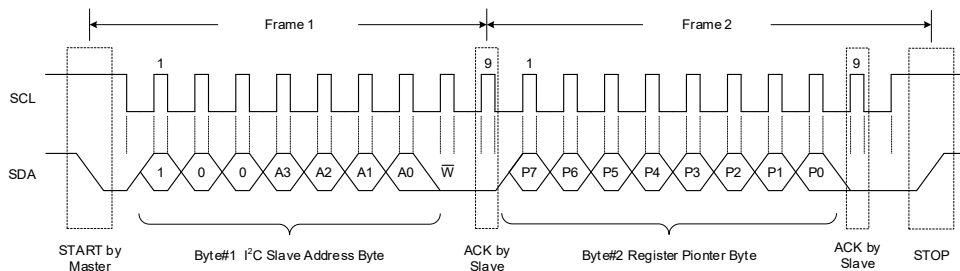 Frame 1
Frame 2
1
9
1
9
SCL
SDA
1 0 0 A3 A2 A1 A0 W̅ P7 P6 P5 P4 P3 P2 P1 P0
START by
Master
Byte#1 I²C Slave Address Byte
ACK by
Slave
Byte#2 Register Pionter Byte
ACK by
Slave
STOP